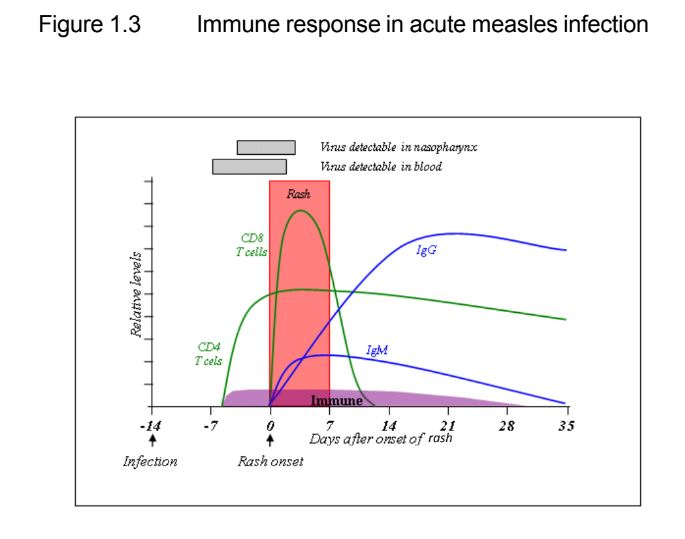 Figure 1.3 Immune response in acute measles infection
Virus detectable in nasopharynx
Virus detectable in blood
Rash
CD8
T cells
IgG
Relative levels
CD4
T cels
IgM
Immune
-14 -7 0 7 14 21 28 35
Days after onset of rash
Infection Rash onset